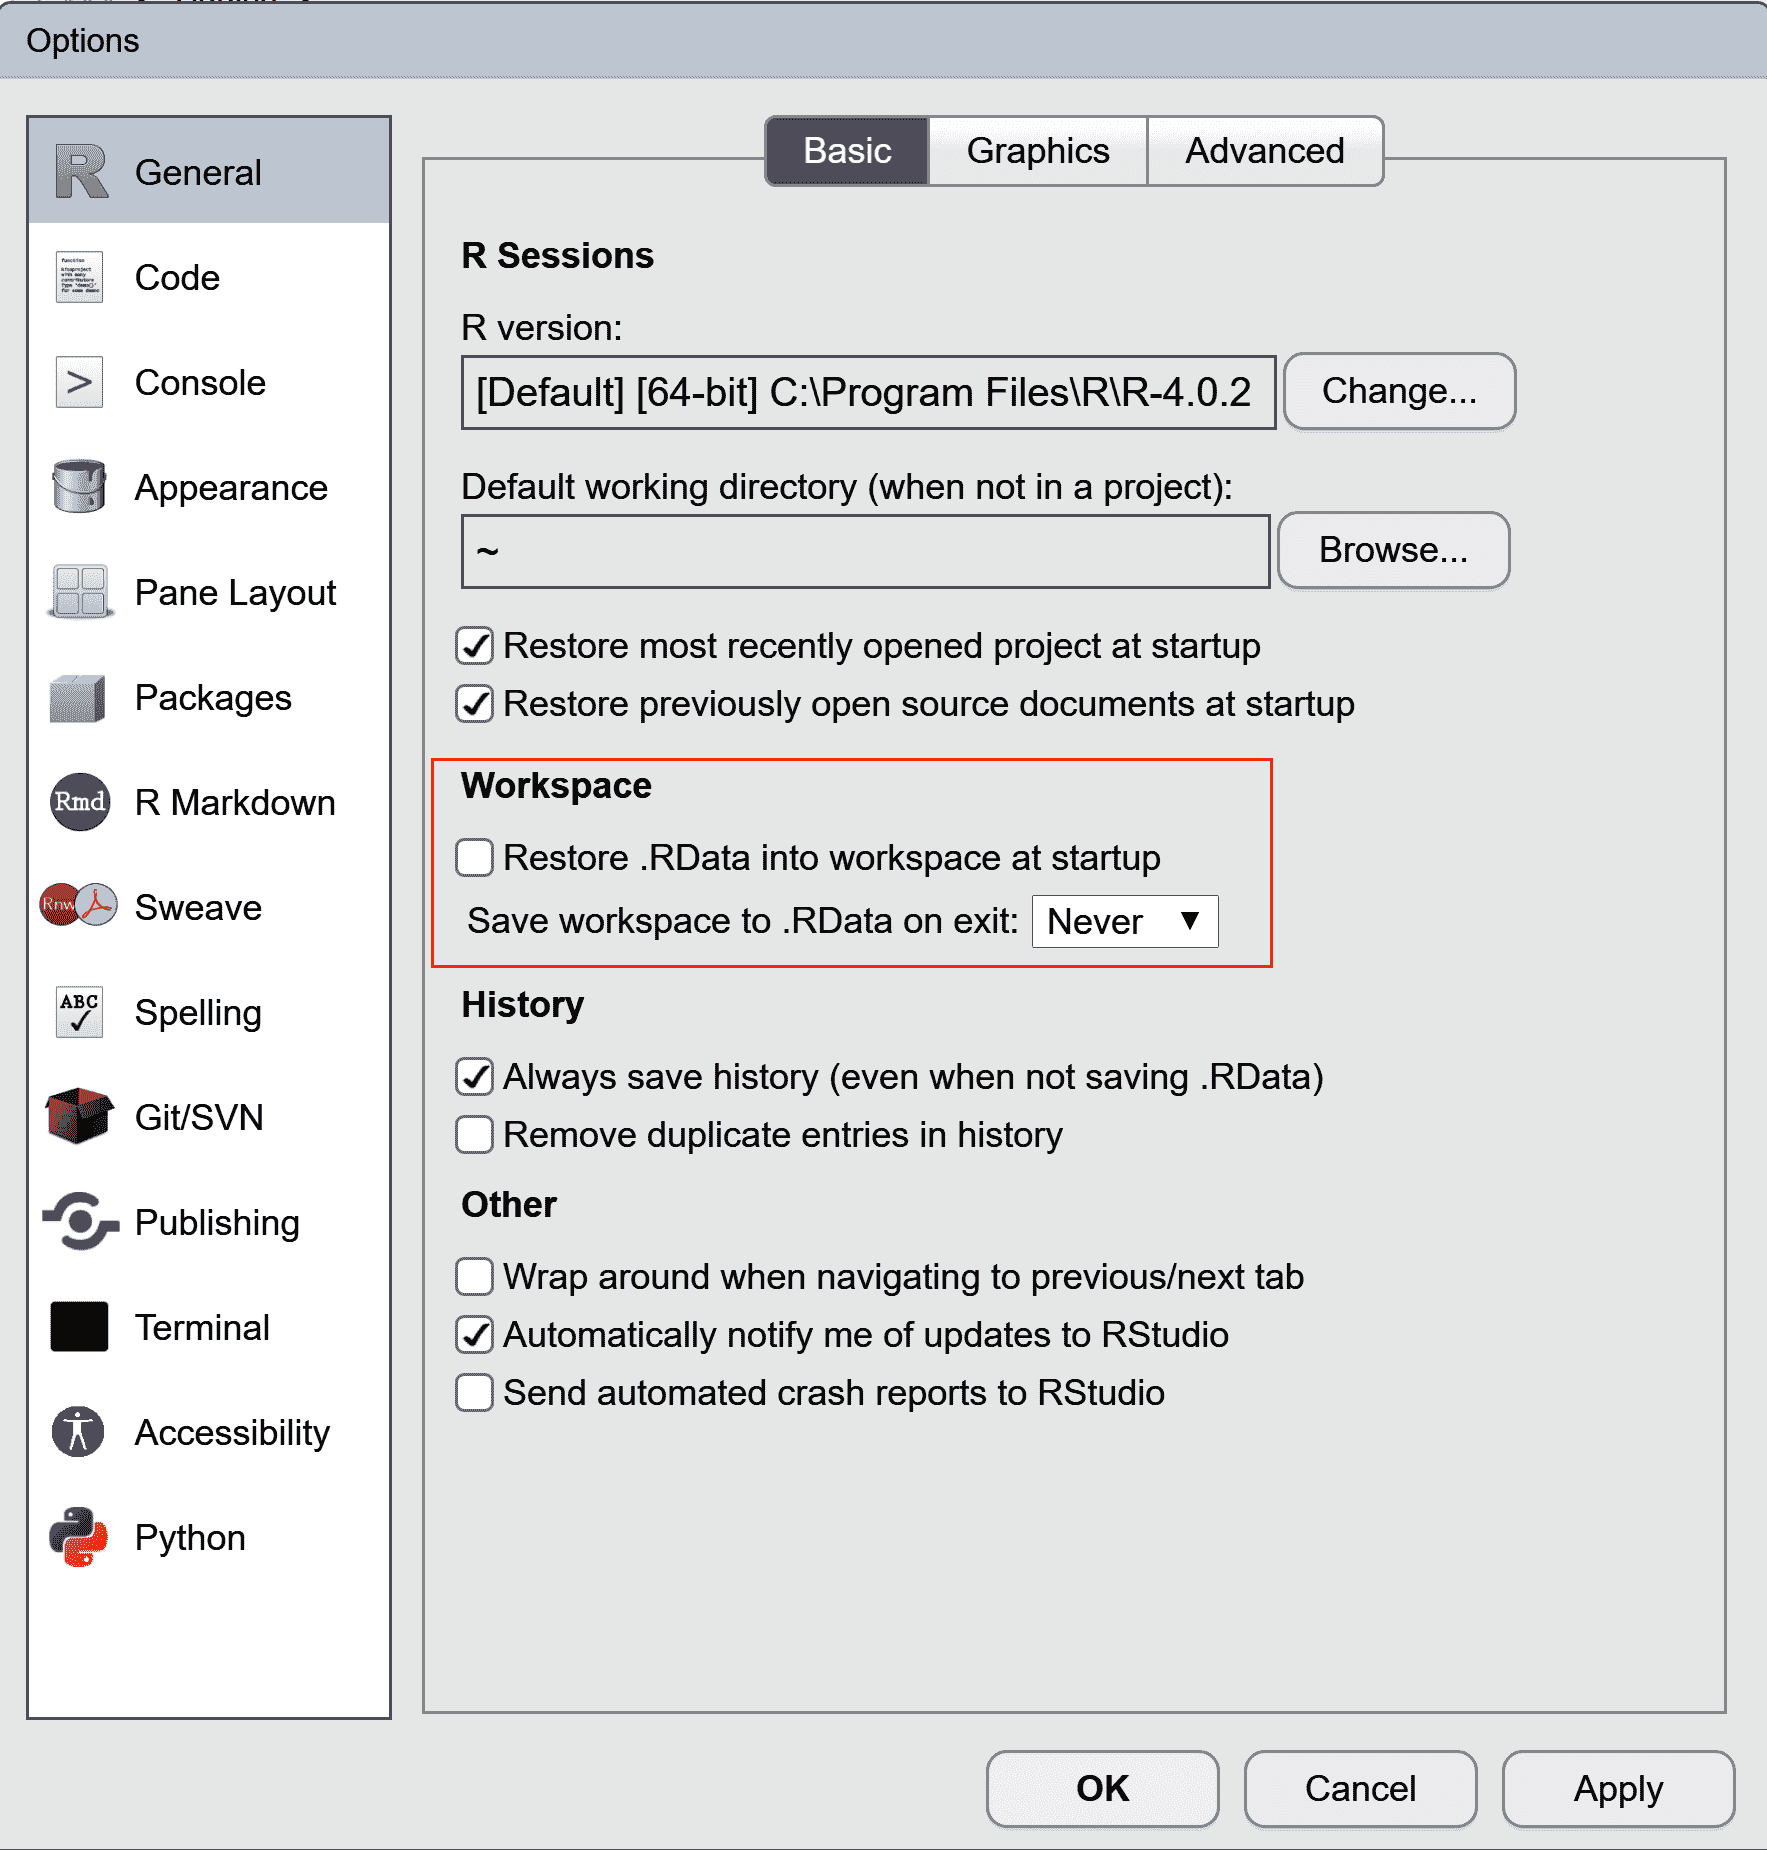 Options
General
Code
Console
Appearance
Pane Layout
Packages
Rmd R Markdown
Rnw Sweave
ABC Spelling
Git/SVN
Publishing
Terminal
Accessibility
Python
Basic Graphics Advanced
R Sessions
R version:
[Default] [64-bit] C:\Program Files\R\R-4.0.2 Change...
Default working directory (when not in a project):
~ Browse...
Restore most recently opened project at startup
Restore previously open source documents at startup
Workspace
Restore .RData into workspace at startup
Save workspace to .RData on exit: Never
History
Always save history (even when not saving .RData)
Remove duplicate entries in history
Other
Wrap around when navigating to previous/next tab
Automatically notify me of updates to RStudio
Send automated crash reports to RStudio
OK Cancel Apply